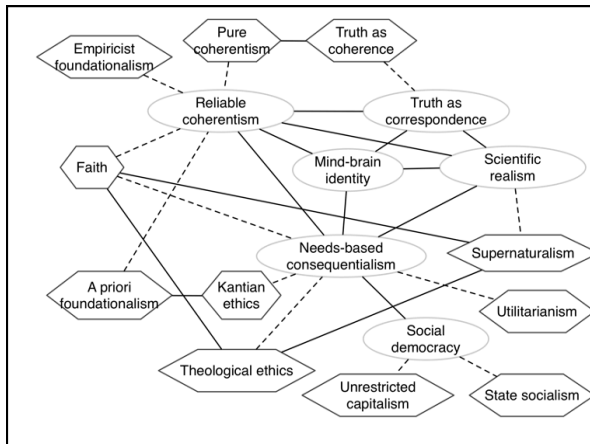 Pure
coherentism
Truth as
coherence
Empiricist
foundationalism
Reliable
coherentism
Truth as
correspondence
Faith
Mind-brain
identity
Scientific
realism
Needs-based
consequentialism
Supernaturalism
A priori
foundationalism
Kantian
ethics
Utilitarianism
Social
democracy
Theological ethics
Unrestricted
capitalism
State socialism